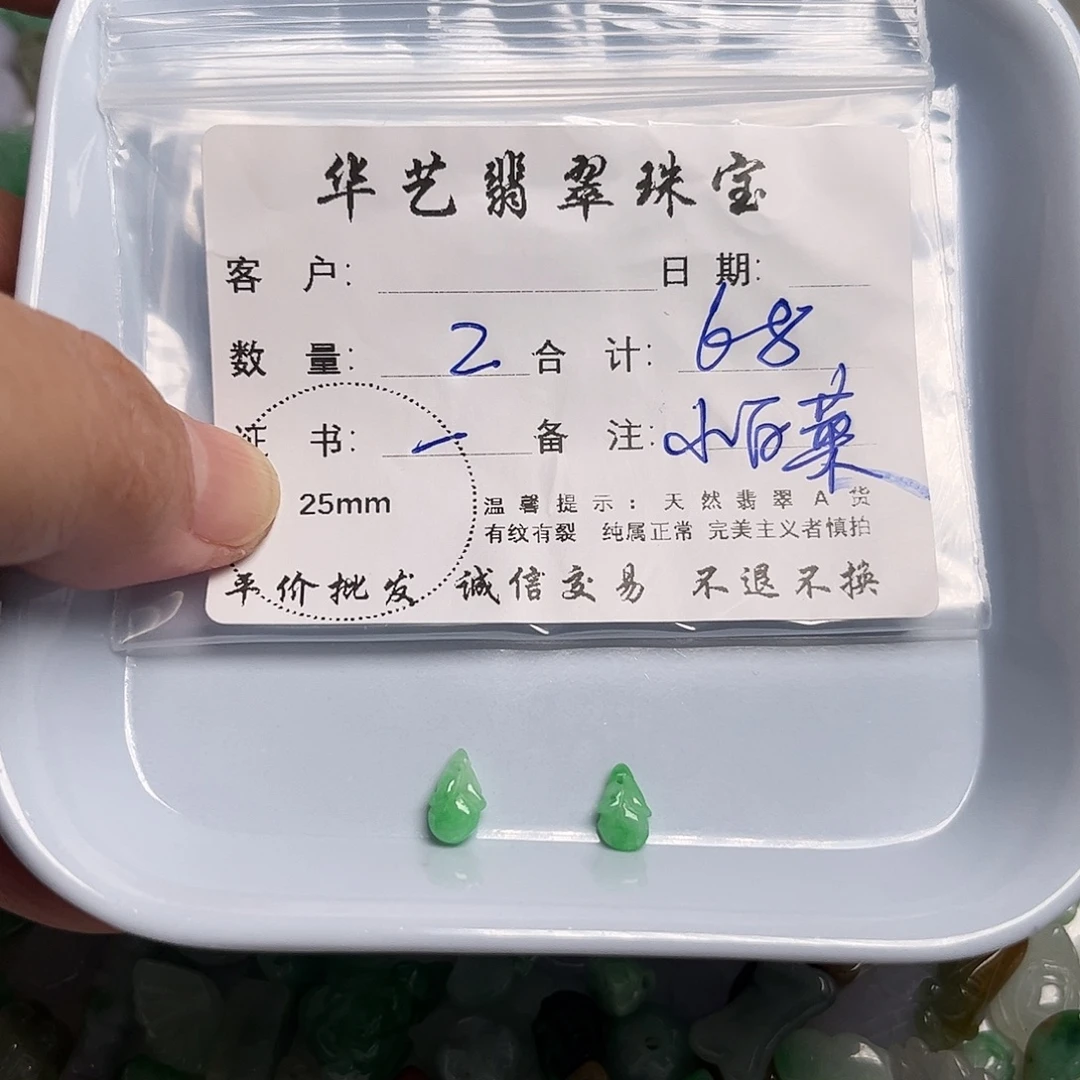 华艺翡翠珠宝
客 户: 日 期:
数 量: 2 合 计: 68
证 书: 一 备 注: 小百菜
25mm
温馨提示:天然翡翠A货
有纹有裂 纯属正常 完美主义者慎拍
平价批发 诚信交易 不退不换